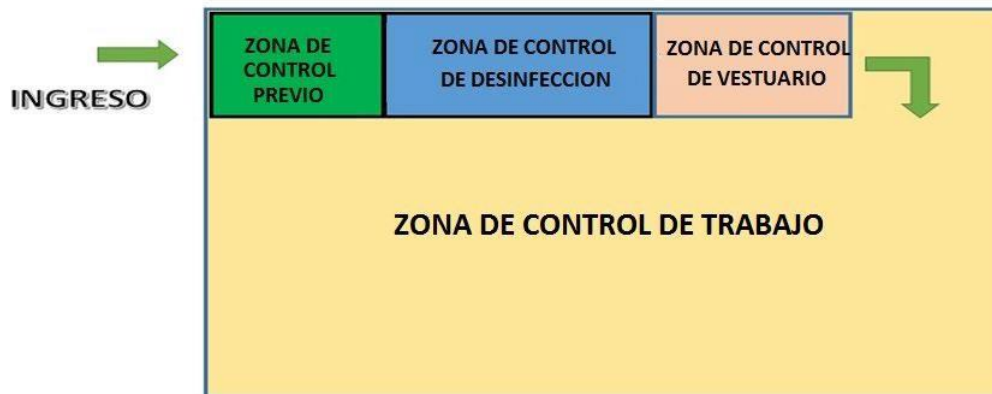 INGRESO
ZONA DE
CONTROL
PREVIO
ZONA DE CONTROL
DE DESINFECCION
ZONA DE CONTROL
DE VESTUARIO
ZONA DE CONTROL DE TRABAJO